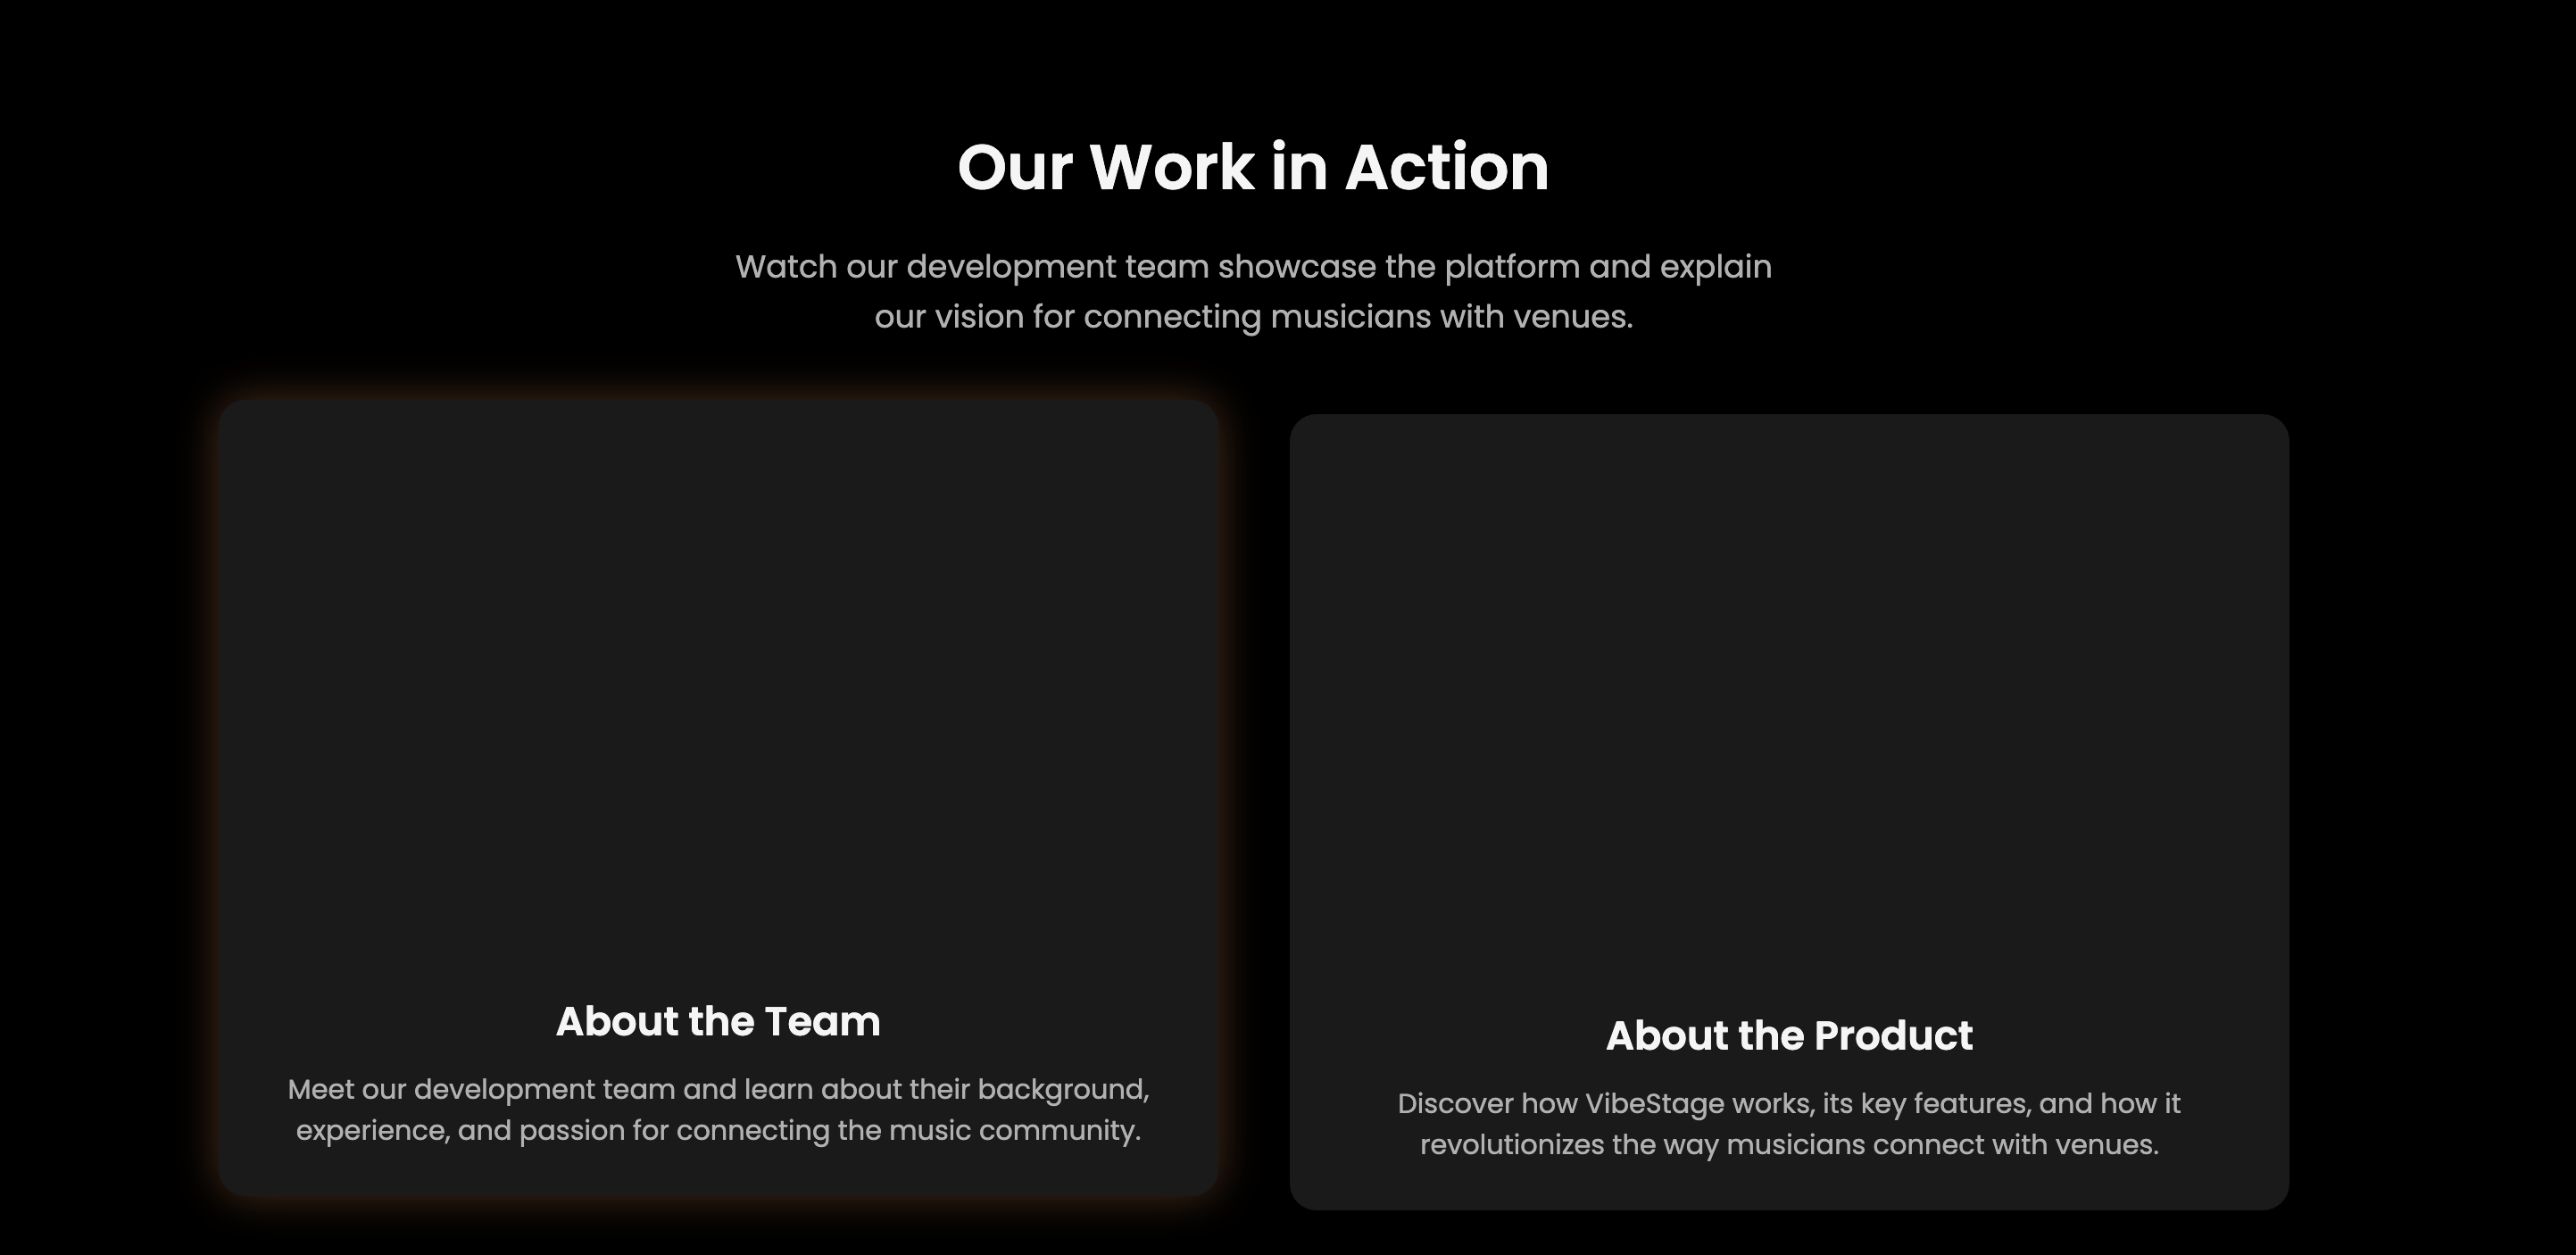 Our Work in Action
Watch our development team showcase the platform and explain
our vision for connecting musicians with venues.
About the Team
Meet our development team and learn about their background,
experience, and passion for connecting the music community.
About the Product
Discover how VibeStage works, its key features, and how it
revolutionizes the way musicians connect with venues.